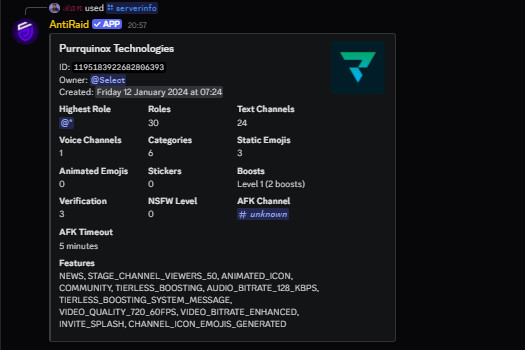 alan used serverinfo
AntiRaid ✓ APP 20:57
Purrquinox Technologies
ID: 1195183922682806393
Owner: @Select
Created: Friday 12 January 2024 at 07:24
Highest Role Roles Text Channels
@* 30 24
Voice Channels Categories Static Emojis
1 6 3
Animated Emojis Stickers Boosts
0 0 Level 1 (2 boosts)
Verification NSFW Level AFK Channel
3 0 # unknown
AFK Timeout
5 minutes
Features
NEWS, STAGE_CHANNEL_VIEWERS_50, ANIMATED_ICON,
COMMUNITY, TIERLESS_BOOSTING, AUDIO_BITRATE_128_KBPS,
TIERLESS_BOOSTING_SYSTEM_MESSAGE,
VIDEO_QUALITY_720_60FPS, VIDEO_BITRATE_ENHANCED,
INVITE_SPLASH, CHANNEL_ICON_EMOJIS_GENERATED